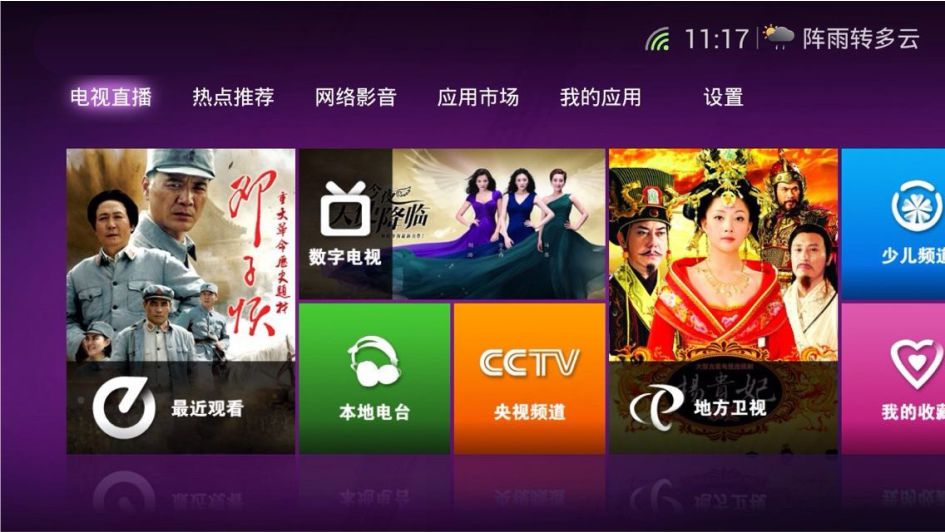 11:17 阵雨转多云
电视直播 热点推荐 网络影音 应用市场 我的应用 设置
邓子恢
重大革命历史题材
最近观看
今夜
天使降临
数字电视
本地电台
CCTV
央视频道
杨贵妃
地方卫视
少儿频道
我的收藏